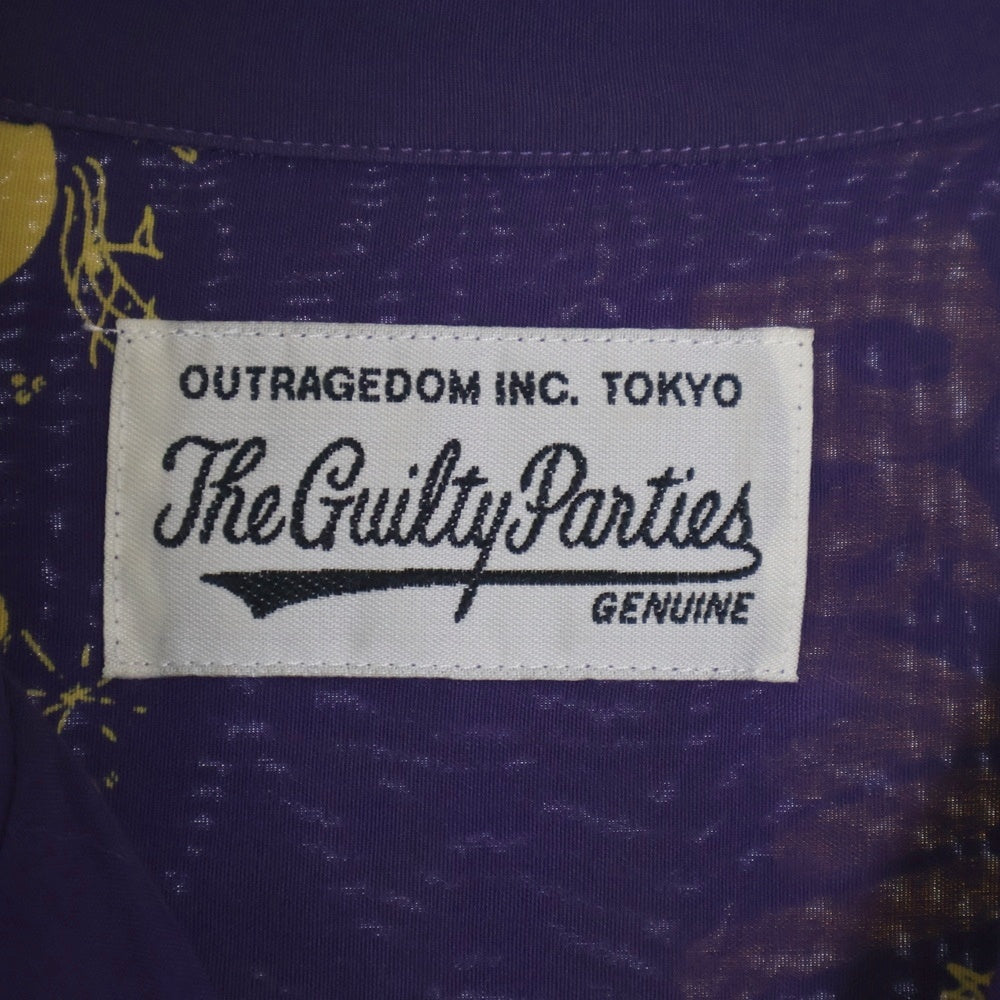 OUTRAGEDOM INC. TOKYO
The Guilty Parties
GENUINE